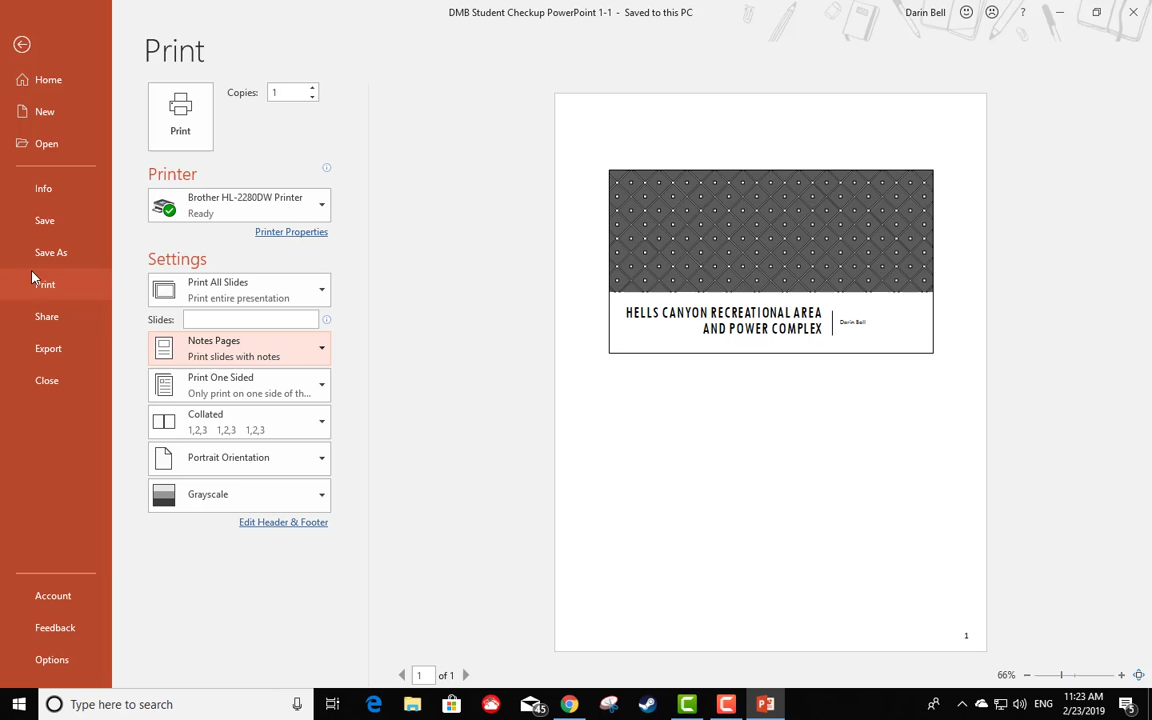 DMB Student Checkup PowerPoint 1-1 - Saved to this PC
Darin Bell
?
Print
Home
New
Open
Info
Save
Save As
Print
Share
Export
Close
Account
Feedback
Options
Print
Copies: 1
Printer
Brother HL-2280DW Printer
Ready
Printer Properties
Settings
Print All Slides
Print entire presentation
Slides:
Notes Pages
Print slides with notes
Print One Sided
Only print on one side of th...
Collated
1,2,3 1,2,3 1,2,3
Portrait Orientation
Grayscale
Edit Header & Footer
HELLS CANYON RECREATIONAL AREA
AND POWER COMPLEX
Darin Bell
1
1 of 1
66%
Type here to search
45
ENG
11:23 AM
2/23/2019
5